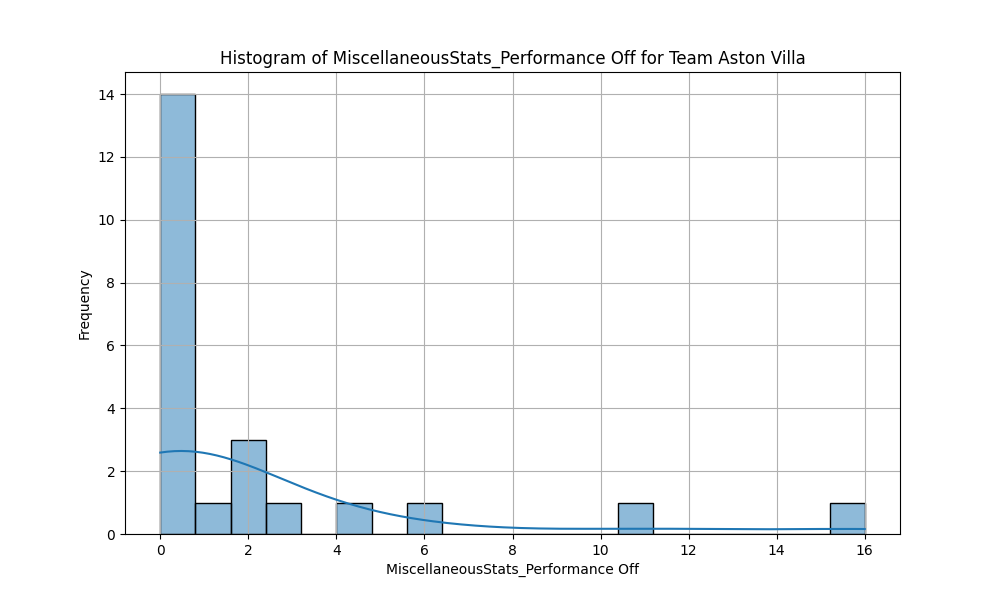 Histogram of MiscellaneousStats_Performance Off for Team Aston Villa
14
12
10
8
6
4
2
0
Frequency
0 2 4 6 8 10 12 14 16
MiscellaneousStats_Performance Off